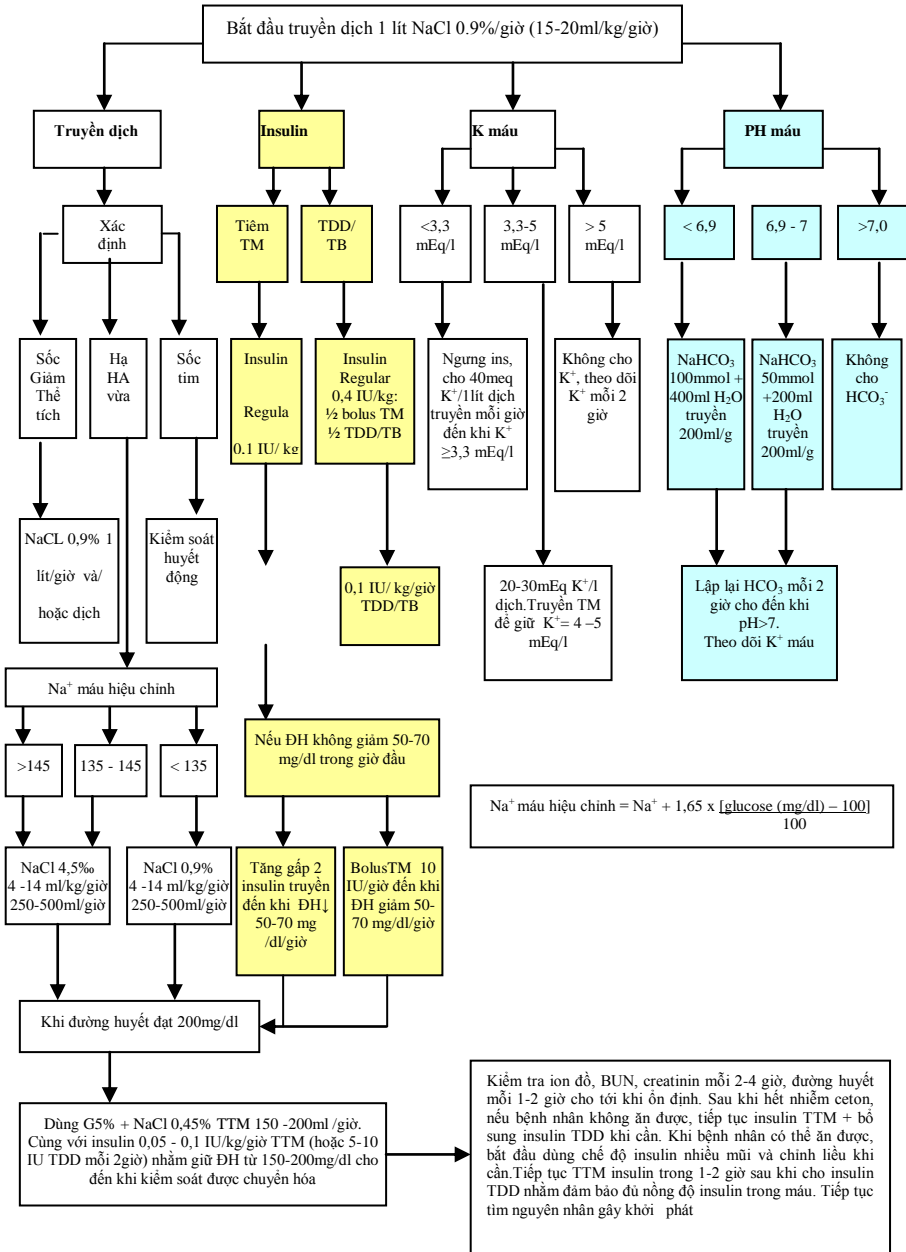 Bắt đầu truyền dịch 1 lít NaCl 0.9%/giờ (15-20ml/kg/giờ)
Truyền dịch
Insulin
K máu
PH máu
Xác
định
Tiêm
TM
TDD/
TB
<3,3
mEq/l
3,3-5
mEq/l
> 5
mEq/l
< 6,9
6,9 - 7
>7,0
Sốc
Giảm
Thể
tích
Hạ
HA
vừa
Sốc
tim
Insulin
Regula
0.1 IU/ kg
Insulin
Regular
0,4 IU/kg:
½ bolus TM
½ TDD/TB
Ngưng ins,
cho 40meq
K⁺/1lít dịch
truyền mỗi giờ
đến khi K⁺
≥3,3 mEq/l
Không cho
K⁺, theo dõi
K⁺ mỗi 2
giờ
NaHCO₃
100mmol +
400ml H₂O
truyền
200ml/g
NaHCO₃
50mmol
+200ml
H₂O
truyền
200ml/g
Không
cho
HCO₃⁻
NaCL 0,9% 1
lít/giờ và/
hoặc dịch
Kiểm soát
huyết
động
0,1 IU/ kg/giờ
TDD/TB
20-30mEq K⁺/l
dịch.Truyền TM
để giữ K⁺= 4 –5
mEq/l
Lập lại HCO₃ mỗi 2
giờ cho đến khi
pH>7.
Theo dõi K⁺ máu
Na⁺ máu hiệu chỉnh
>145
135 - 145
< 135
Nếu ĐH không giảm 50-70
mg/dl trong giờ đầu
Na⁺ máu hiệu chỉnh = Na⁺ + 1,65 x [glucose (mg/dl) – 100]
100
NaCl 4,5‰
4 -14 ml/kg/giờ
250-500ml/giờ
NaCl 0,9%
4 -14 ml/kg/giờ
250-500ml/giờ
Tăng gấp 2
insulin truyền
đến khi ĐH↓
50-70 mg
/dl/giờ
BolusTM 10
IU/giờ đến khi
ĐH giảm 50-
70 mg/dl/giờ
Khi đường huyết đạt 200mg/dl
Dùng G5% + NaCl 0,45% TTM 150 -200ml /giờ.
Cùng với insulin 0,05 - 0,1 IU/kg/giờ TTM (hoặc 5-10
IU TDD mỗi 2giờ) nhằm giữ ĐH từ 150-200mg/dl cho
đến khi kiểm soát được chuyển hóa
Kiểm tra ion đồ, BUN, creatinin mỗi 2-4 giờ, đường huyết
mỗi 1-2 giờ cho tới khi ổn định. Sau khi hết nhiễm ceton,
nếu bệnh nhân không ăn được, tiếp tục insulin TTM + bổ
sung insulin TDD khi cần. Khi bệnh nhân có thể ăn được,
bắt đầu dùng chế độ insulin nhiều mũi và chỉnh liều khi
cần.Tiếp tục TTM insulin trong 1-2 giờ sau khi cho insulin
TDD nhằm đảm bảo đủ nồng độ insulin trong máu. Tiếp tục
tìm nguyên nhân gây khởi phát